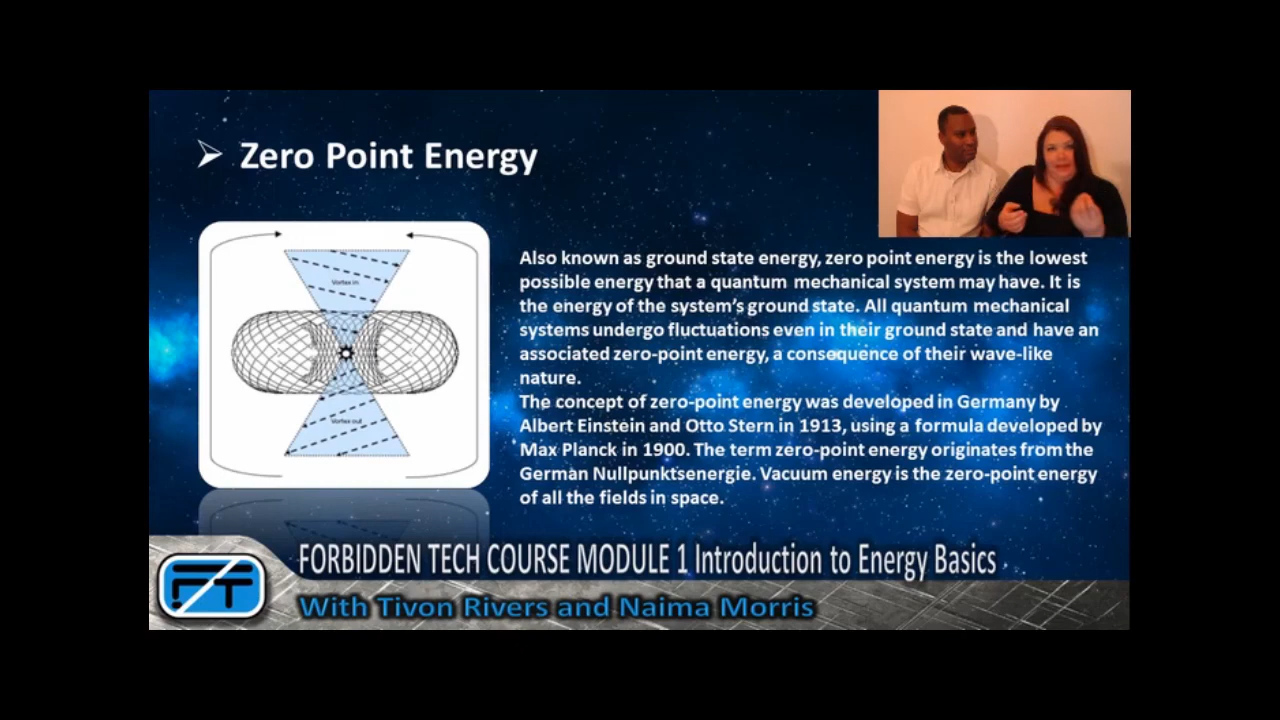 Zero Point Energy
Vortex in
Vortex out
Also known as ground state energy, zero point energy is the lowest
possible energy that a quantum mechanical system may have. It is
the energy of the system's ground state. All quantum mechanical
systems undergo fluctuations even in their ground state and have an
associated zero-point energy, a consequence of their wave-like
nature.
The concept of zero-point energy was developed in Germany by
Albert Einstein and Otto Stern in 1913, using a formula developed by
Max Planck in 1900. The term zero-point energy originates from the
German Nullpunktsenergie. Vacuum energy is the zero-point energy
of all the fields in space.
FT
FORBIDDEN TECH COURSE MODULE 1 Introduction to Energy Basics
With Tivon Rivers and Naima Morris